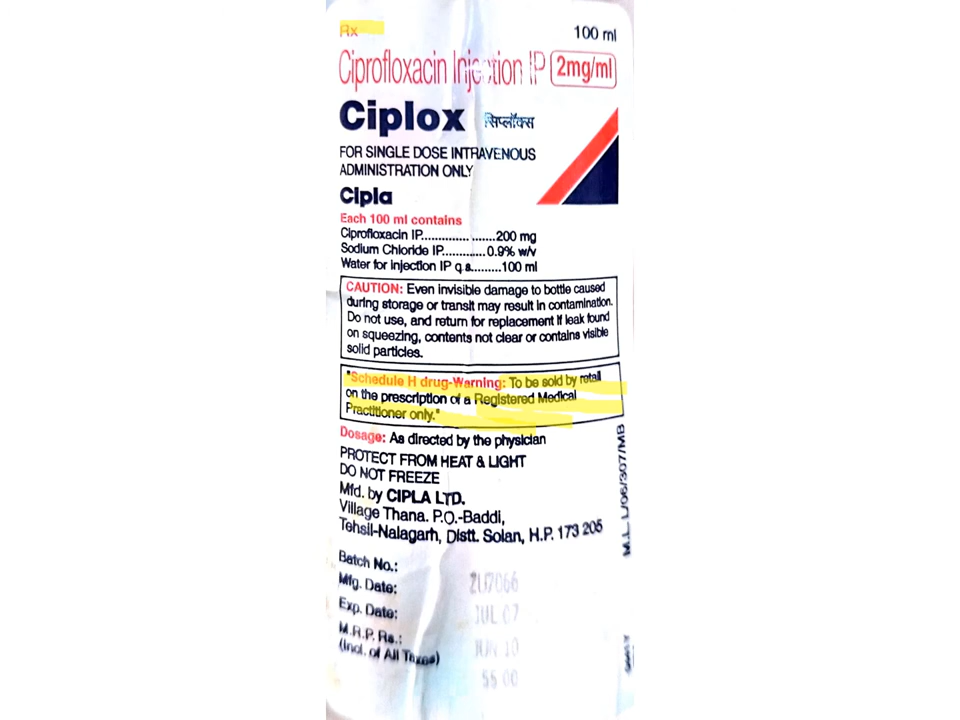 Rx
100 ml
Ciprofloxacin Injection IP 2mg/ml
Ciplox सिप्लॉक्स
FOR SINGLE DOSE INTRAVENOUS
ADMINISTRATION ONLY
Cipla
Each 100 ml contains
Ciprofloxacin IP.....................200 mg
Sodium Chloride IP.............0.9% w/v
Water for injection IP q.s.........100 ml
CAUTION: Even invisible damage to bottle caused
during storage or transit may result in contamination.
Do not use, and return for replacement if leak found
on squeezing, contents not clear or contains visible
solid particles.
"Schedule H drug-Warning: To be sold by retail
on the prescription of a Registered Medical
Practitioner only."
Dosage: As directed by the physician
PROTECT FROM HEAT & LIGHT
DO NOT FREEZE
Mfd. by CIPLA LTD.
Village Thana. P.O.-Baddi,
Tehsil-Nalagarh, Distt. Solan, H.P. 173 205
Batch No.:
Mfg. Date: ZU7066
Exp. Date: JUL 07
M.R.P. Rs.: JUN 10
(Incl. of All Taxes) 55 00
M.L. L/06/307/MB